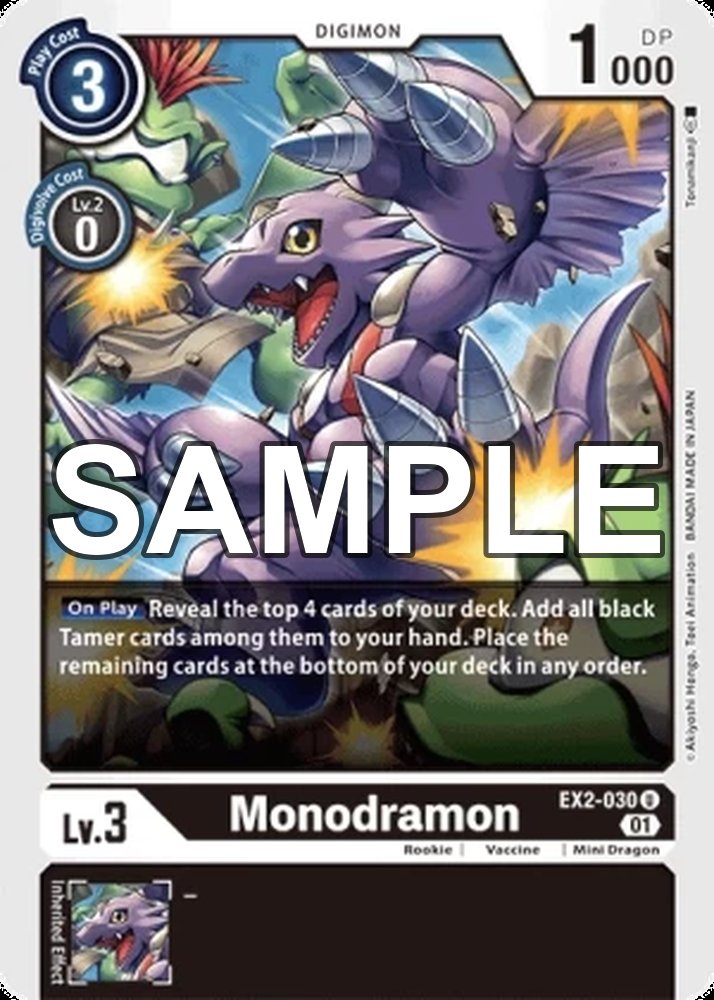 DIGIMON
Play Cost
3
1000
DP
Digivolve Cost
Lv.2
0
Tonamikanji
SAMPLE
On Play Reveal the top 4 cards of your deck. Add all black
Tamer cards among them to your hand. Place the
remaining cards at the bottom of your deck in any order.
©Akiyoshi Hongo, Toei Animation BANDAI MADE IN JAPAN
Lv.3
Monodramon
EX2-030 U
01
Rookie | Vaccine | Mini Dragon
Inherited Effect
–